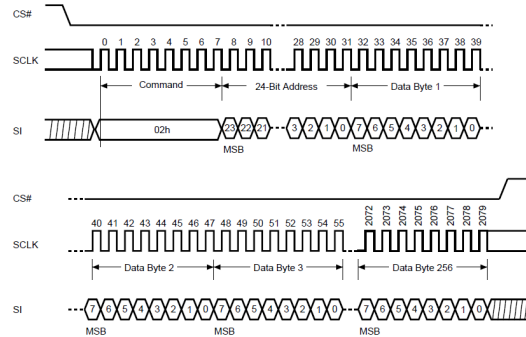 CS#
0 1 2 3 4 5 6 7 8 9 10 28 29 30 31 32 33 34 35 36 37 38 39
SCLK
Command 24-Bit Address Data Byte 1
SI 02h 23 22 21 3 2 1 0 7 6 5 4 3 2 1 0
MSB MSB
CS#
40 41 42 43 44 45 46 47 48 49 50 51 52 53 54 55 2072 2073 2074 2075 2076 2077 2078 2079
SCLK
Data Byte 2 Data Byte 3 Data Byte 256
SI 7 6 5 4 3 2 1 0 7 6 5 4 3 2 1 0 7 6 5 4 3 2 1 0
MSB MSB MSB